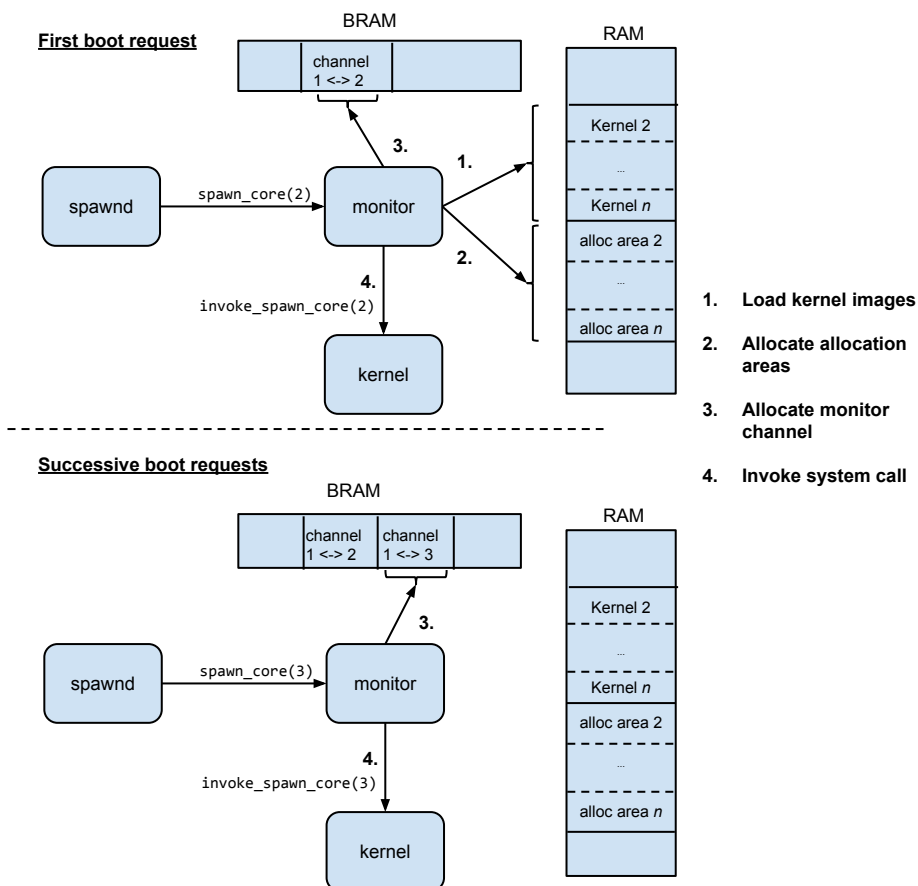 First boot request
BRAM
channel
1 <-> 2
RAM
Kernel 2
...
Kernel n
alloc area 2
...
alloc area n
spawnd
spawn_core(2)
monitor
3.
1.
2.
4.
invoke_spawn_core(2)
kernel
1. Load kernel images
2. Allocate allocation
areas
3. Allocate monitor
channel
4. Invoke system call
Successive boot requests
BRAM
channel
1 <-> 2
channel
1 <-> 3
RAM
Kernel 2
...
Kernel n
alloc area 2
...
alloc area n
3.
spawnd
spawn_core(3)
monitor
4.
invoke_spawn_core(3)
kernel